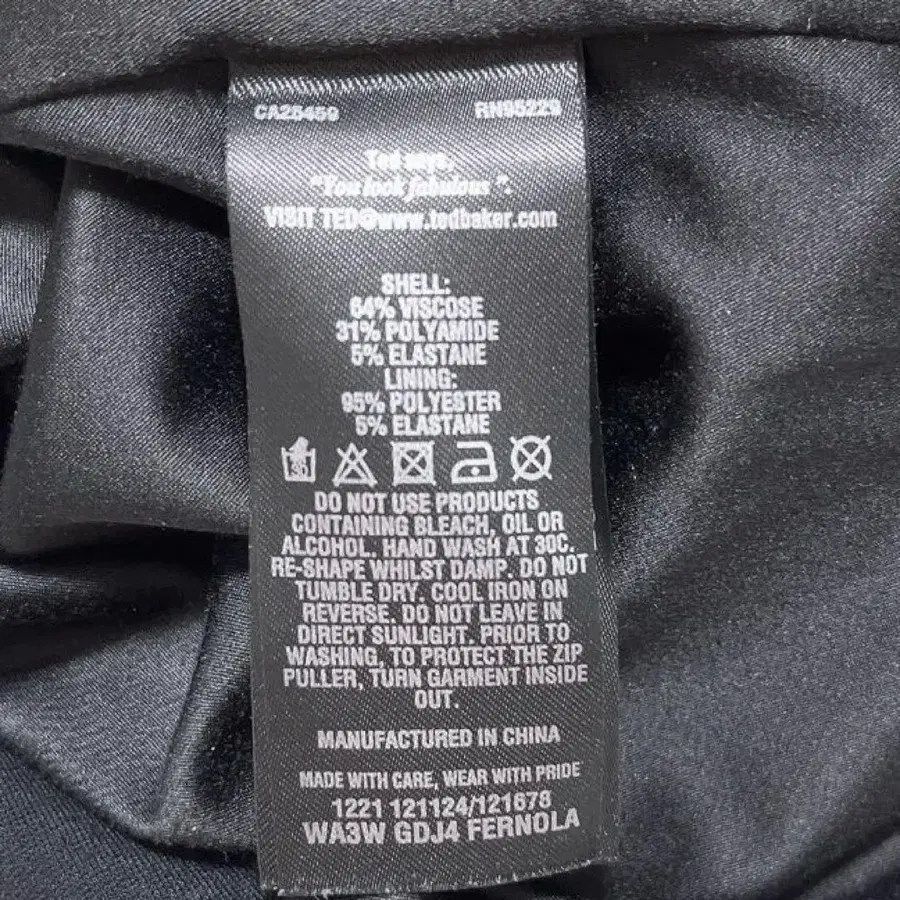 CA25459 RN95229
Ted says,
"You look fabulous".
VISIT TED@www.tedbaker.com
SHELL:
64% VISCOSE
31% POLYAMIDE
5% ELASTANE
LINING:
95% POLYESTER
5% ELASTANE
30
DO NOT USE PRODUCTS
CONTAINING BLEACH, OIL OR
ALCOHOL. HAND WASH AT 30C.
RE-SHAPE WHILST DAMP. DO NOT
TUMBLE DRY. COOL IRON ON
REVERSE. DO NOT LEAVE IN
DIRECT SUNLIGHT. PRIOR TO
WASHING, TO PROTECT THE ZIP
PULLER, TURN GARMENT INSIDE
OUT.
MANUFACTURED IN CHINA
MADE WITH CARE, WEAR WITH PRIDE
1221 121124/121678
WA3W GDJ4 FERNOLA